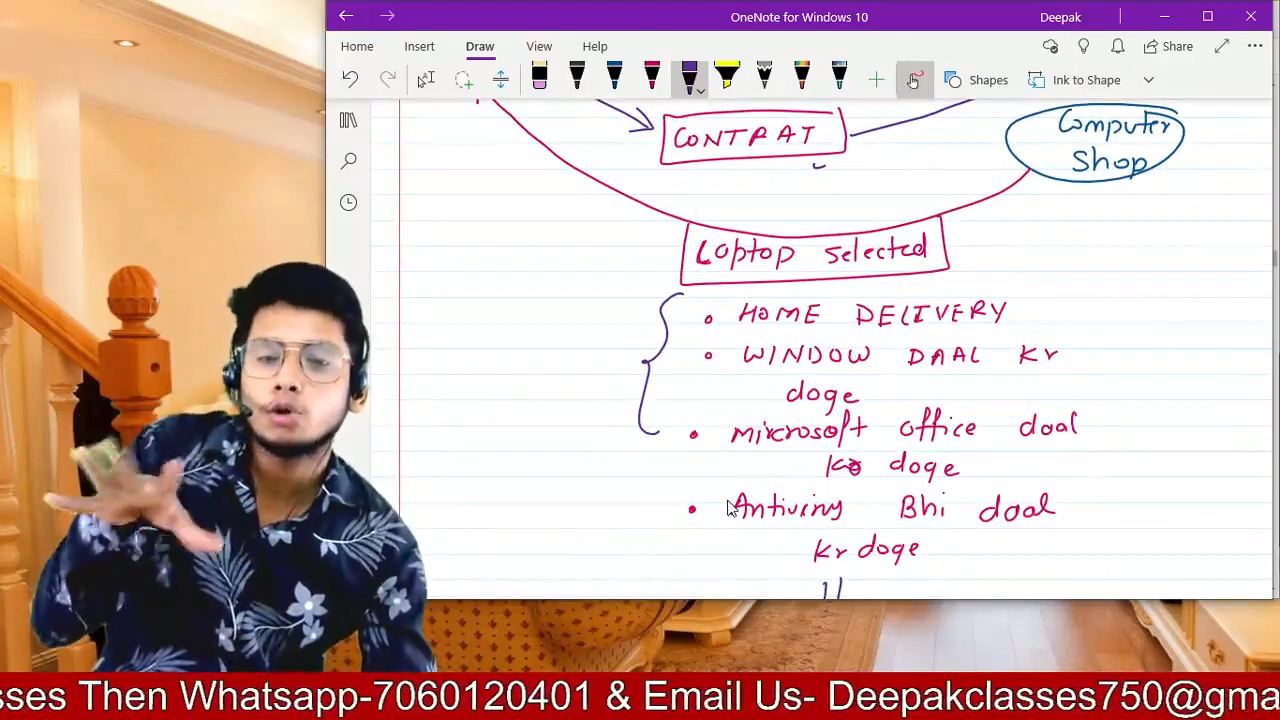 OneNote for Windows 10
Deepak
Home Insert Draw View Help
Share
Shapes
Ink to Shape
CONTRAT
Computer
Shop
Laptop selected
• HOME DELIVERY
• WINDOW DAAL Kr
doge
• mixrosoft office daal
kr doge
• Antivirus Bhi daal
Kr doge
sses Then Whatsapp-7060120401 & Email Us- Deepakclasses750@gma